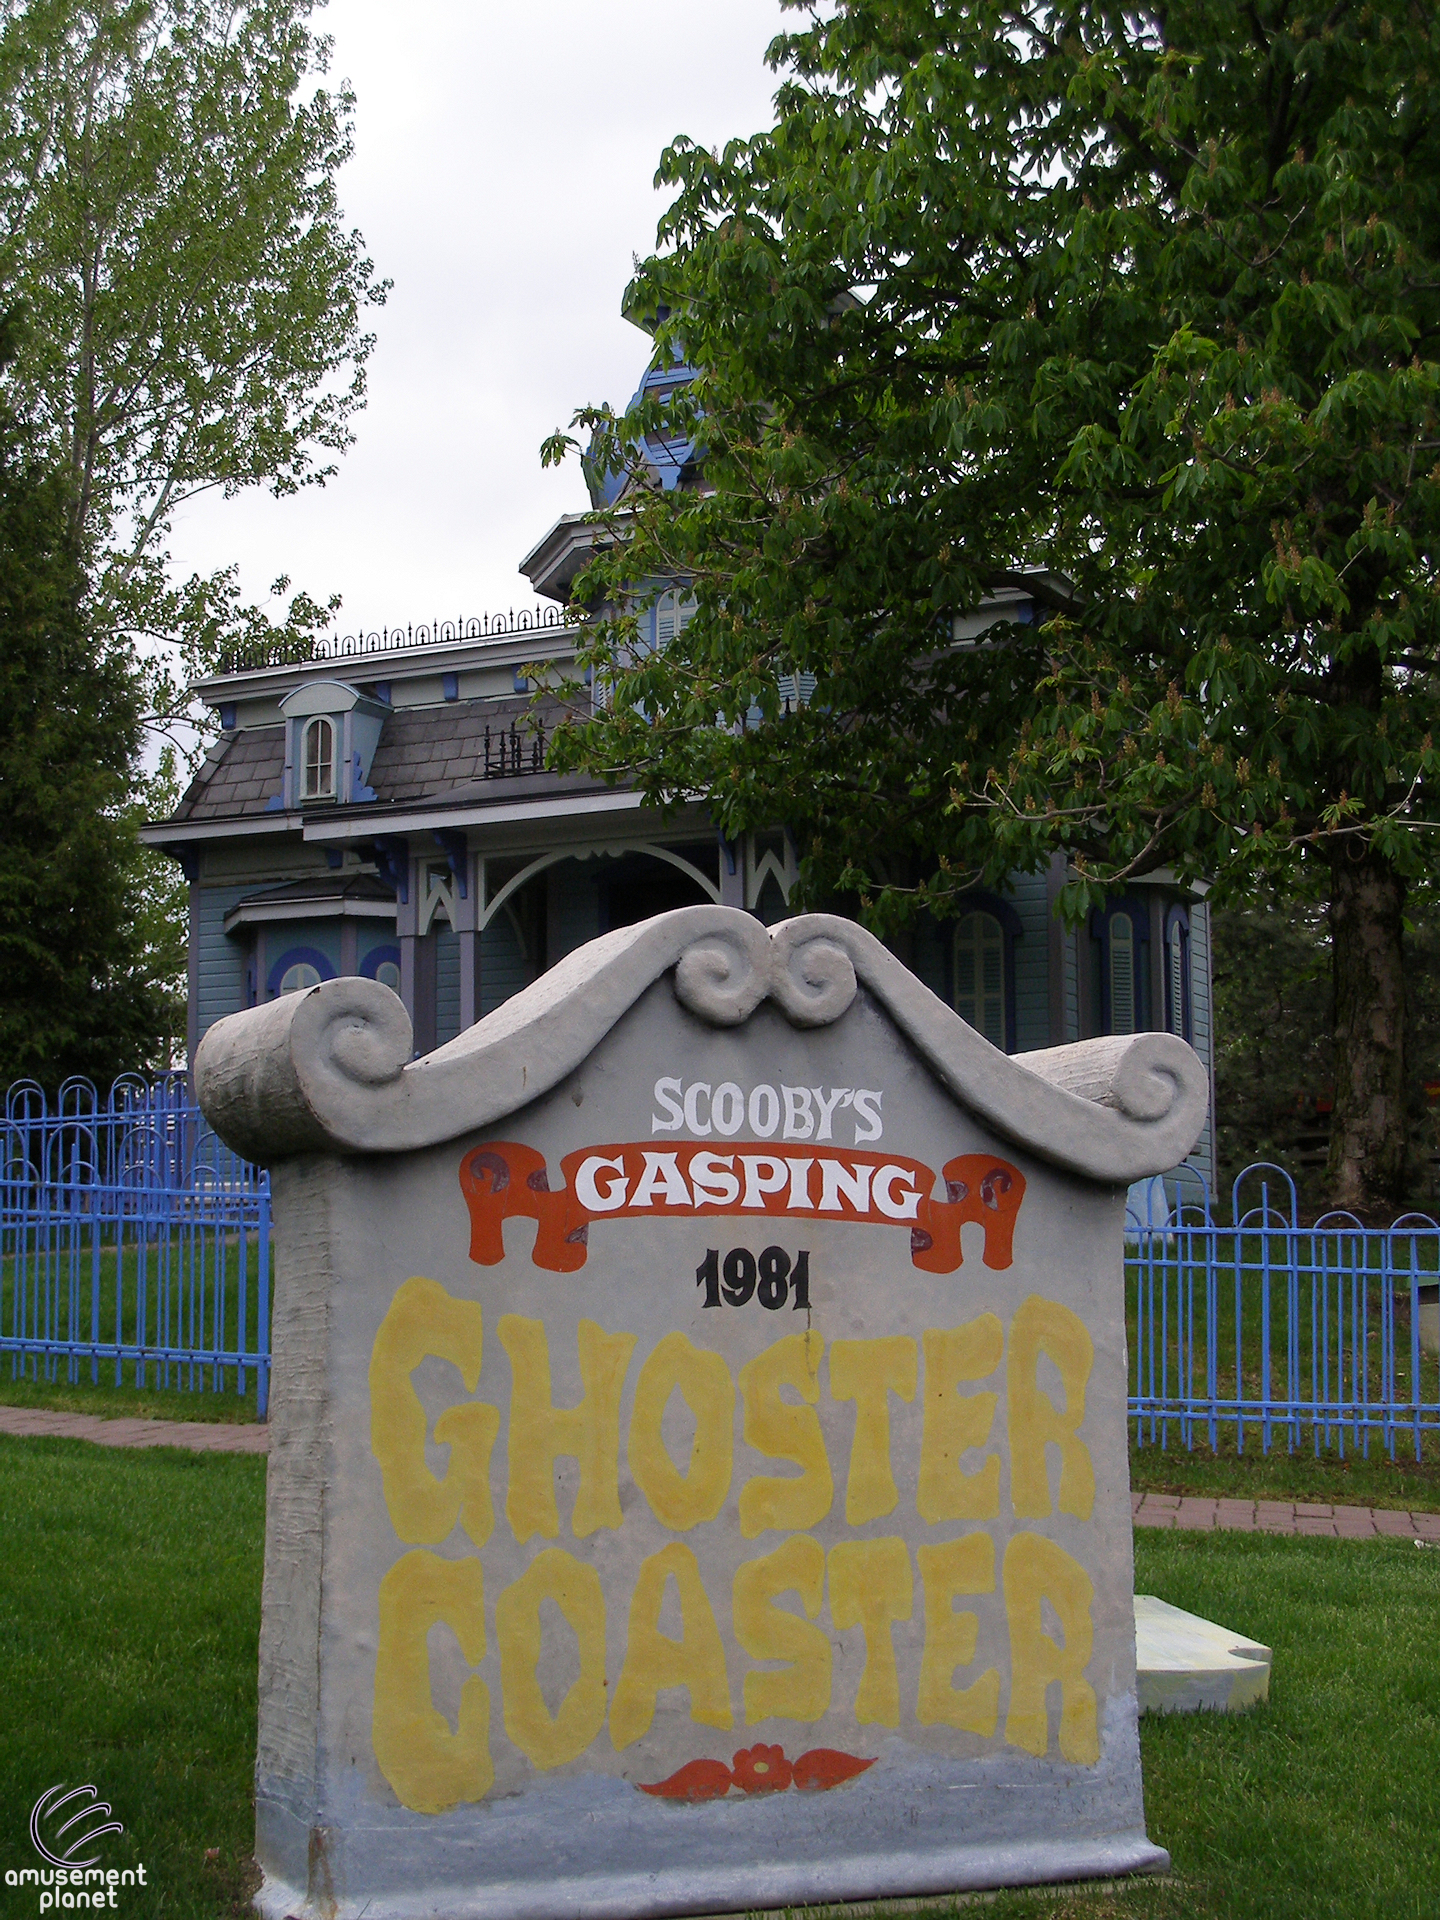 SCOOBY'S
GASPING
1981
GHOSTER
COASTER
amusement
planet